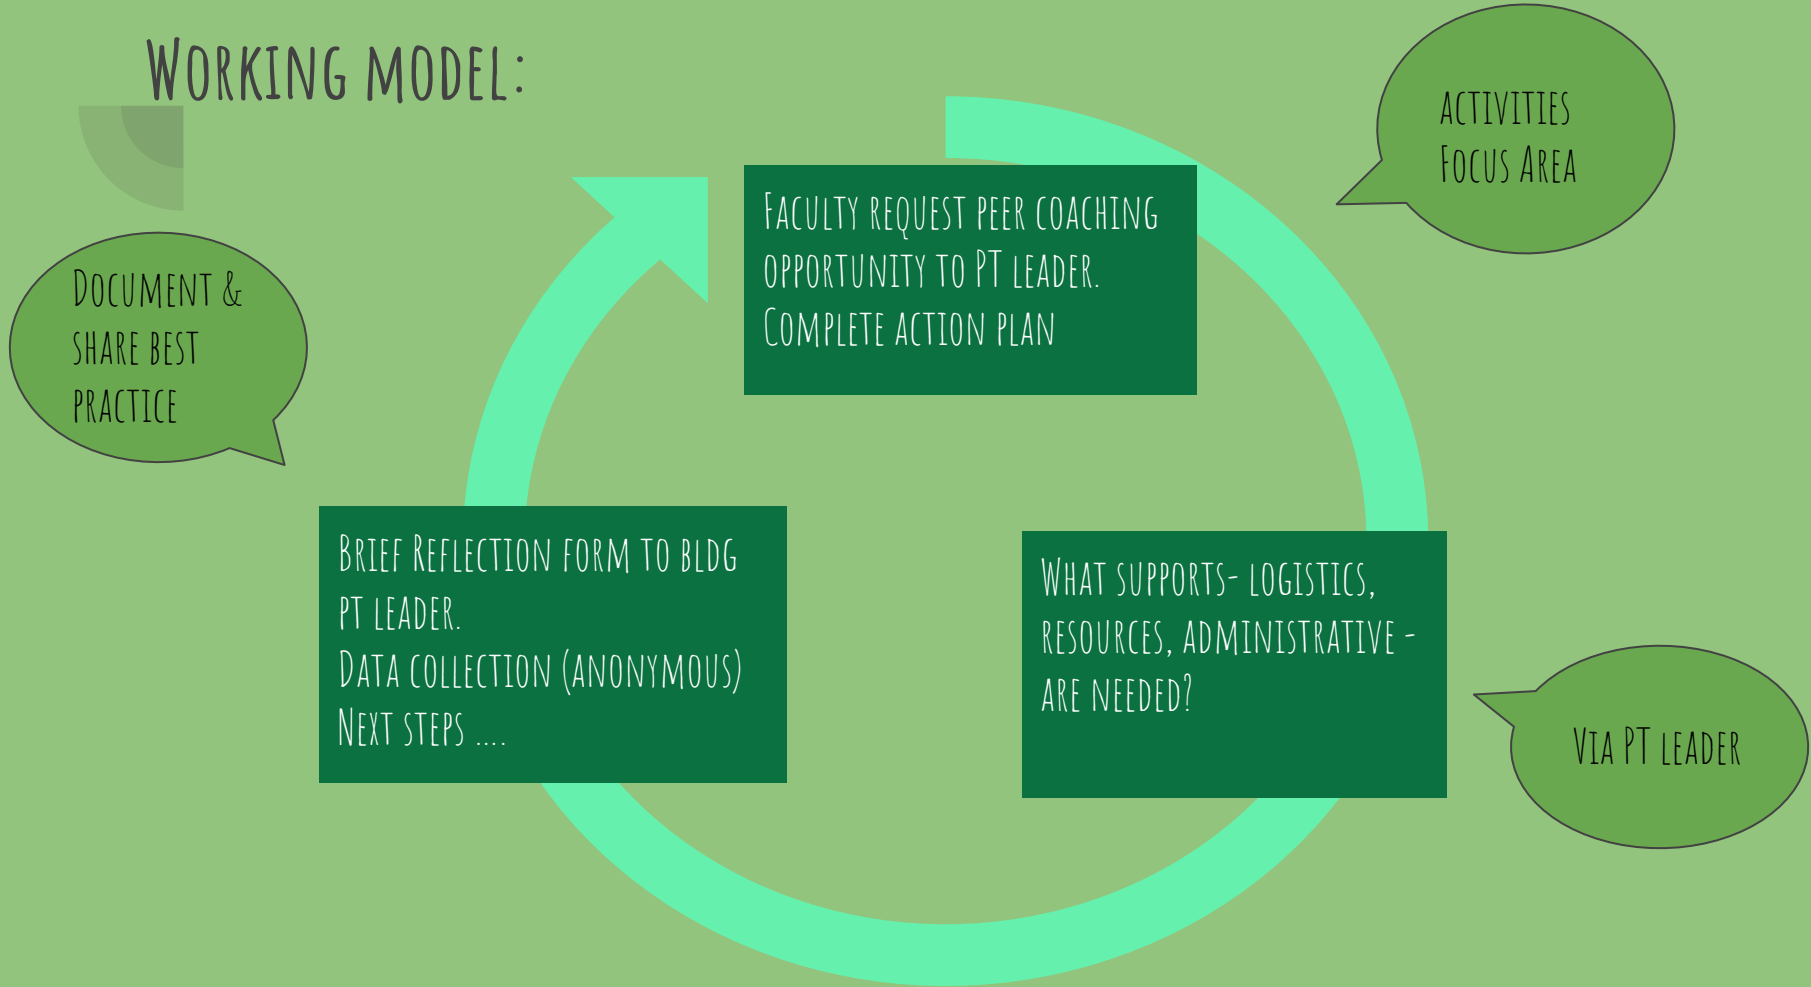 Working model:
activities
Focus Area
Faculty request peer coaching
opportunity to PT leader.
Complete action plan
Document &
share best
practice
What supports- logistics,
resources, administrative -
are needed?
Via PT leader
Brief Reflection form to bldg
PT leader.
Data collection (anonymous)
Next steps ....